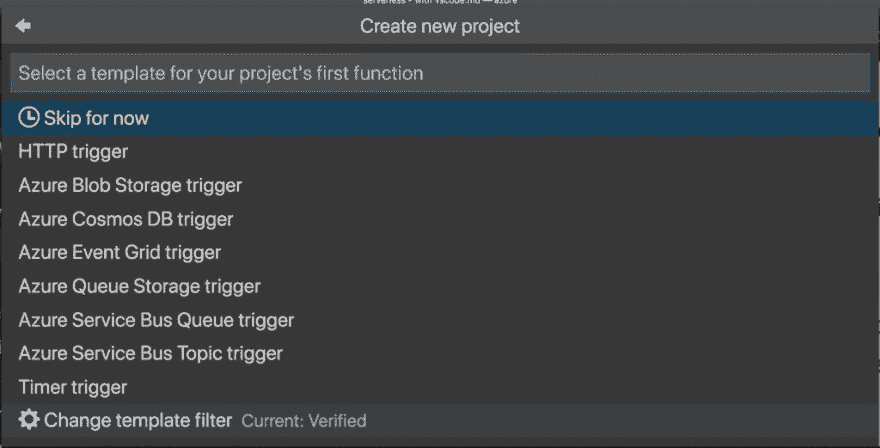 serverless - with vscode.md — azure
Create new project
Select a template for your project's first function
Skip for now
HTTP trigger
Azure Blob Storage trigger
Azure Cosmos DB trigger
Azure Event Grid trigger
Azure Queue Storage trigger
Azure Service Bus Queue trigger
Azure Service Bus Topic trigger
Timer trigger
Change template filter Current: Verified